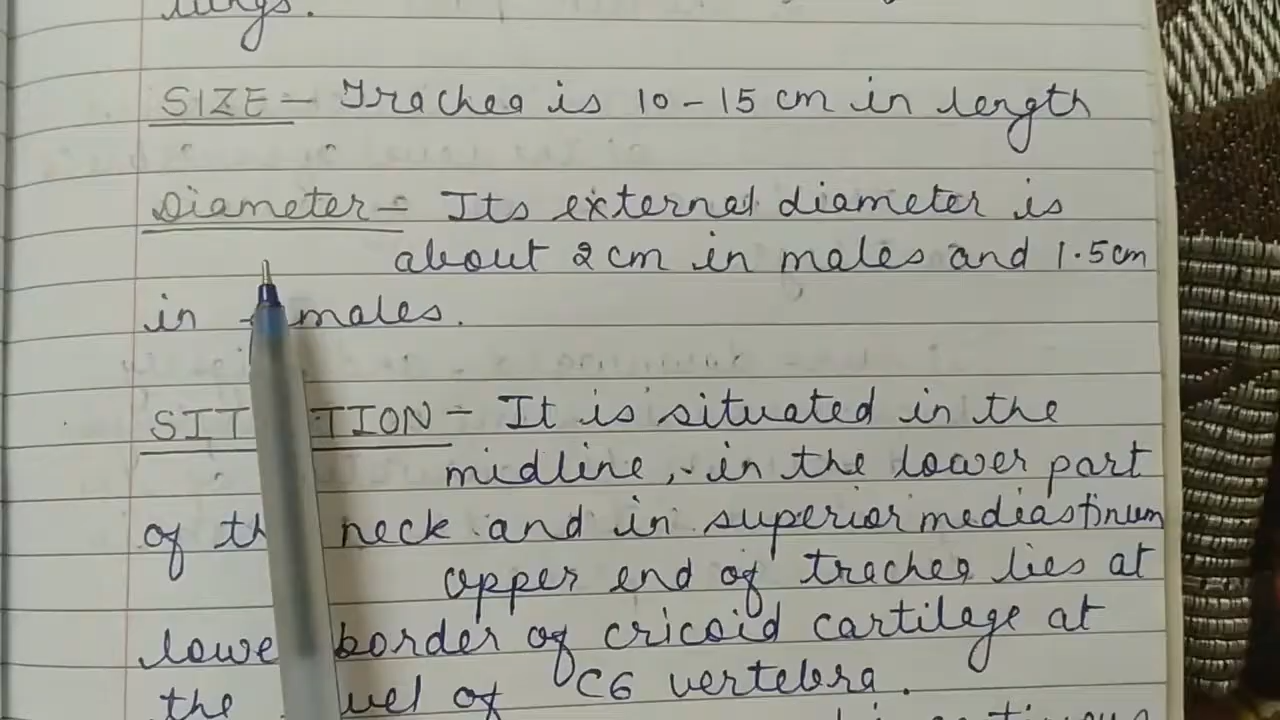 lungs.
SIZE - Trachea is 10-15 cm in length
Diameter - Its external diameter is
about 2 cm in males and 1.5cm
in males.
SIT TION - It is situated in the
midline, in the lower part
of th neck and in superior mediastinum
Upper end of trachea lies at
lowe border of cricoid cartilage at
the vel of C6 vertebra.